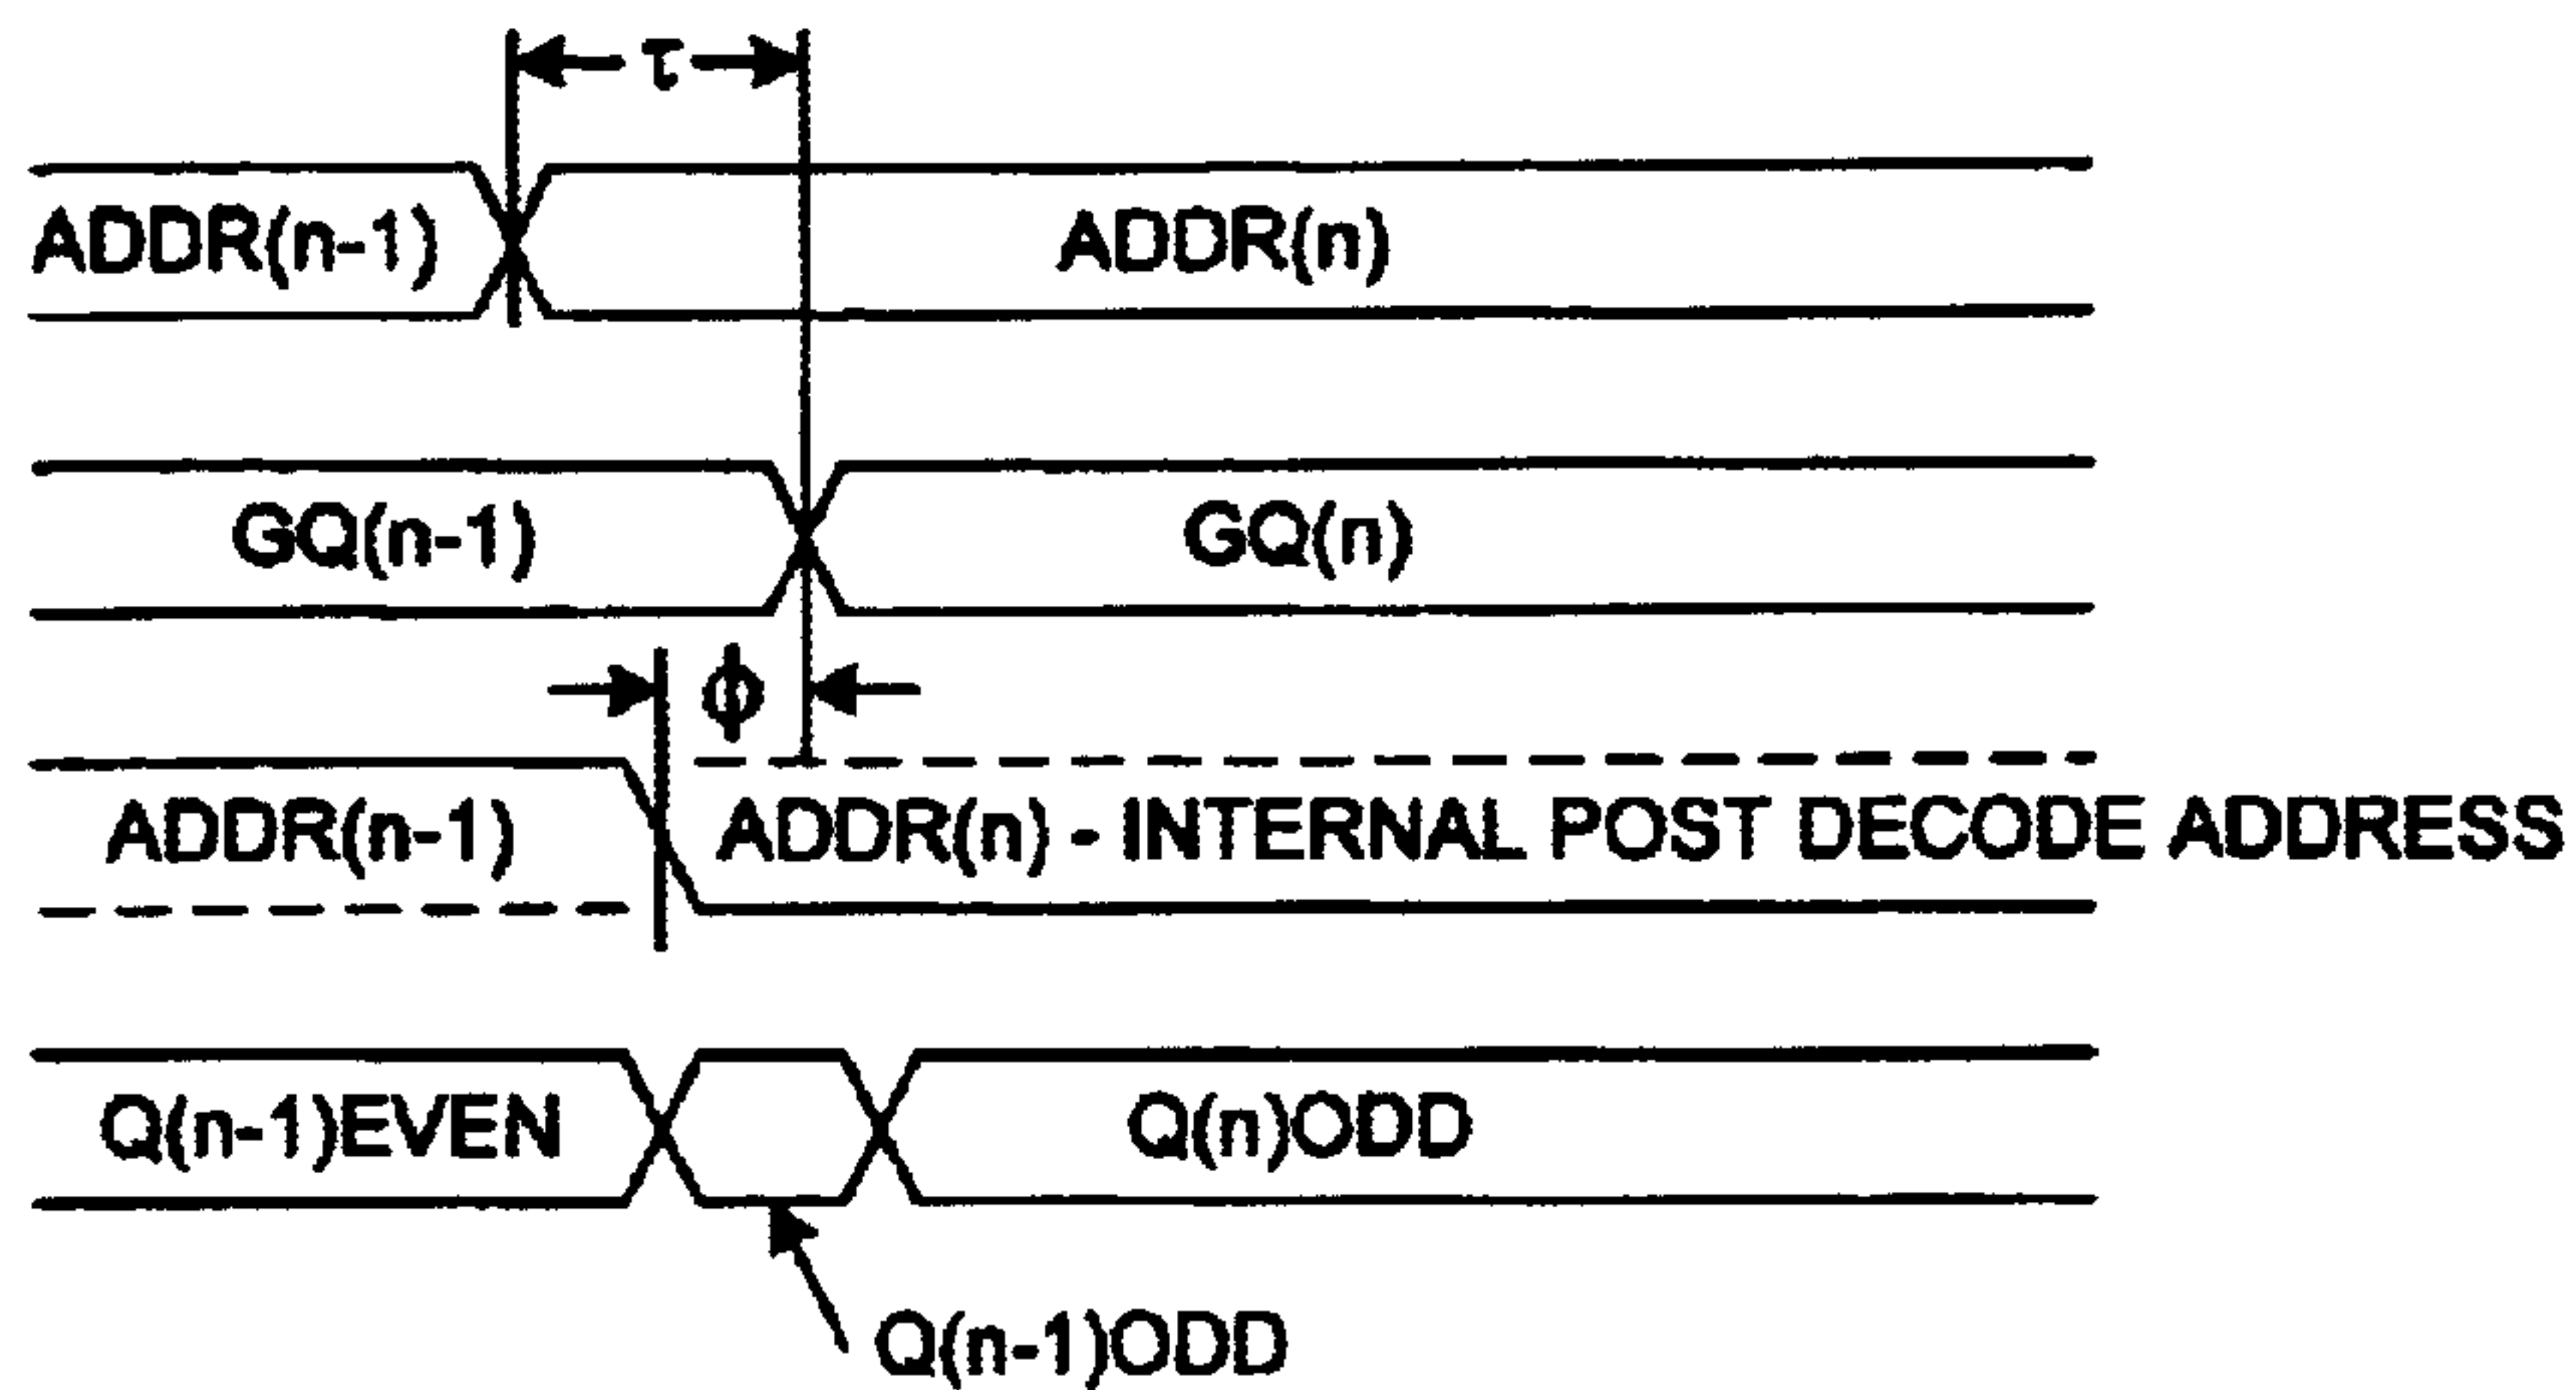 τ
ADDR(n-1) ADDR(n)
GQ(n-1) GQ(n)
ϕ
ADDR(n-1) ADDR(n) - INTERNAL POST DECODE ADDRESS
Q(n-1)EVEN Q(n)ODD
Q(n-1)ODD